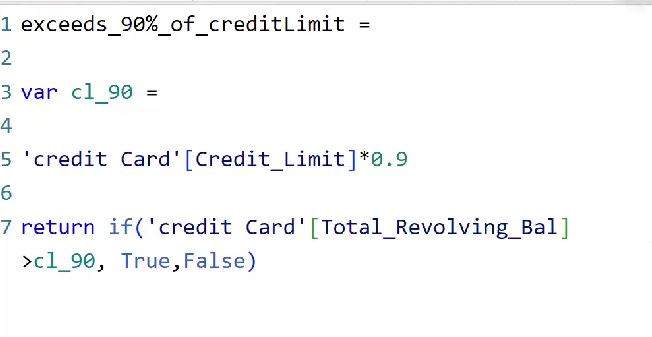 1 exceeds_90%_of_creditLimit =
2
3 var cl_90 =
4
5 'credit Card'[Credit_Limit]*0.9
6
7 return if('credit Card'[Total_Revolving_Bal]
>cl_90, True,False)